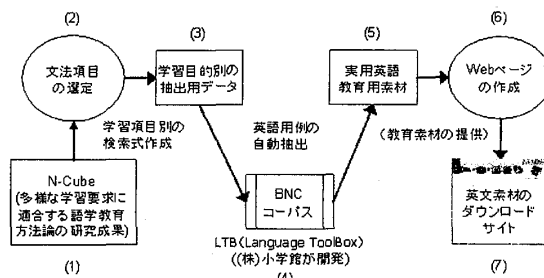 (1)
N-Cube
(多様な学習要求に
適合する語学教育
方法論の研究成果)
(2)
文法項目
の選定
学習項目別の
検索式作成
(3)
学習目的別の
抽出用データ
英語用例の
自動抽出
BNC
コーパス
LTB(Language ToolBox)
((株)小学館が開発)
(4)
(5)
実用英語
教育用素材
(6)
Webページ
の作成
(教育素材の提供)
英文素材の
ダウンロード
サイト
(7)